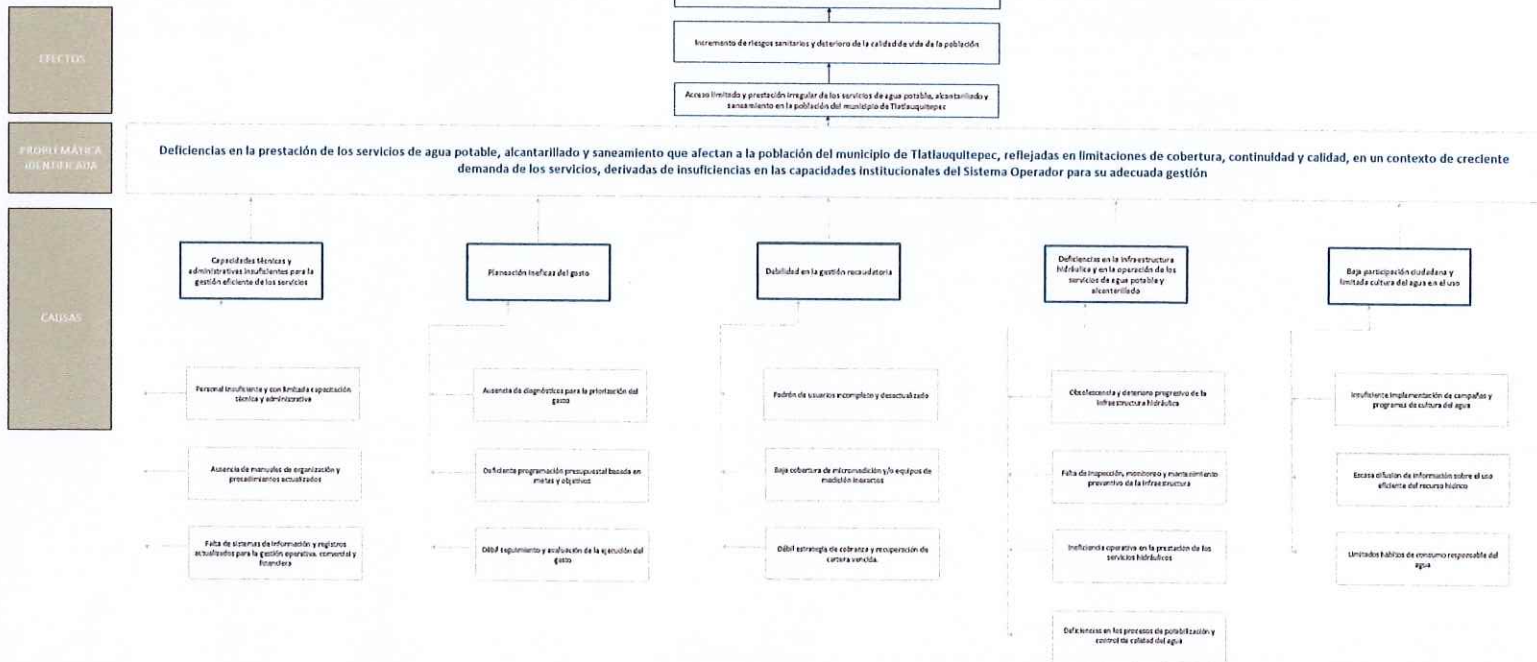 EFECTOS
Incremento de riesgos sanitarios y deterioro de la calidad de vida de la población
Acceso limitado y prestación irregular de los servicios de agua potable, alcantarillado y
saneamiento en la población del municipio de Tlatlauquitepec
PROBLEMÁTICA
IDENTIFICADA
Deficiencias en la prestación de los servicios de agua potable, alcantarillado y saneamiento que afectan a la población del municipio de Tlatlauquitepec, reflejadas en limitaciones de cobertura, continuidad y calidad, en un contexto de creciente
demanda de los servicios, derivadas de insuficiencias en las capacidades institucionales del Sistema Operador para su adecuada gestión
CAUSAS
Capacidades técnicas y
administrativas insuficientes para la
gestión eficiente de los servicios
Personal insuficiente y con limitada capacitación
técnica y administrativa
Ausencia de manuales de organización y
procedimientos actualizados
Falta de sistemas de información y registros
actualizados para la gestión operativa, comercial y
financiera
Planeación ineficaz del gasto
Ausencia de diagnósticos para la priorización del
gasto
Deficiente programación presupuestal basada en
metas y objetivos
Débil seguimiento y evaluación de la ejecución del
gasto
Debilidad en la gestión recaudatoria
Padrón de usuarios incompleto y desactualizado
Baja cobertura de micromedición y/o equipos de
medición inexactos
Débil estrategia de cobranza y recuperación de
cartera vencida.
Deficiencias en la infraestructura
hidráulica y en la operación de los
servicios de agua potable y
alcantarillado
Obsolescencia y deterioro progresivo de la
infraestructura hidráulica
Falta de inspección, monitoreo y mantenimiento
preventivo de la infraestructura
Ineficiencia operativa en la prestación de los
servicios hidráulicos
Deficiencias en los procesos de potabilización y
control de calidad del agua
Baja participación ciudadana y
limitada cultura del agua en el uso
Insuficiente implementación de campañas y
programas de cultura del agua
Escasa difusión de información sobre el uso
eficiente del recurso hídrico
Limitados hábitos de consumo responsable del
agua